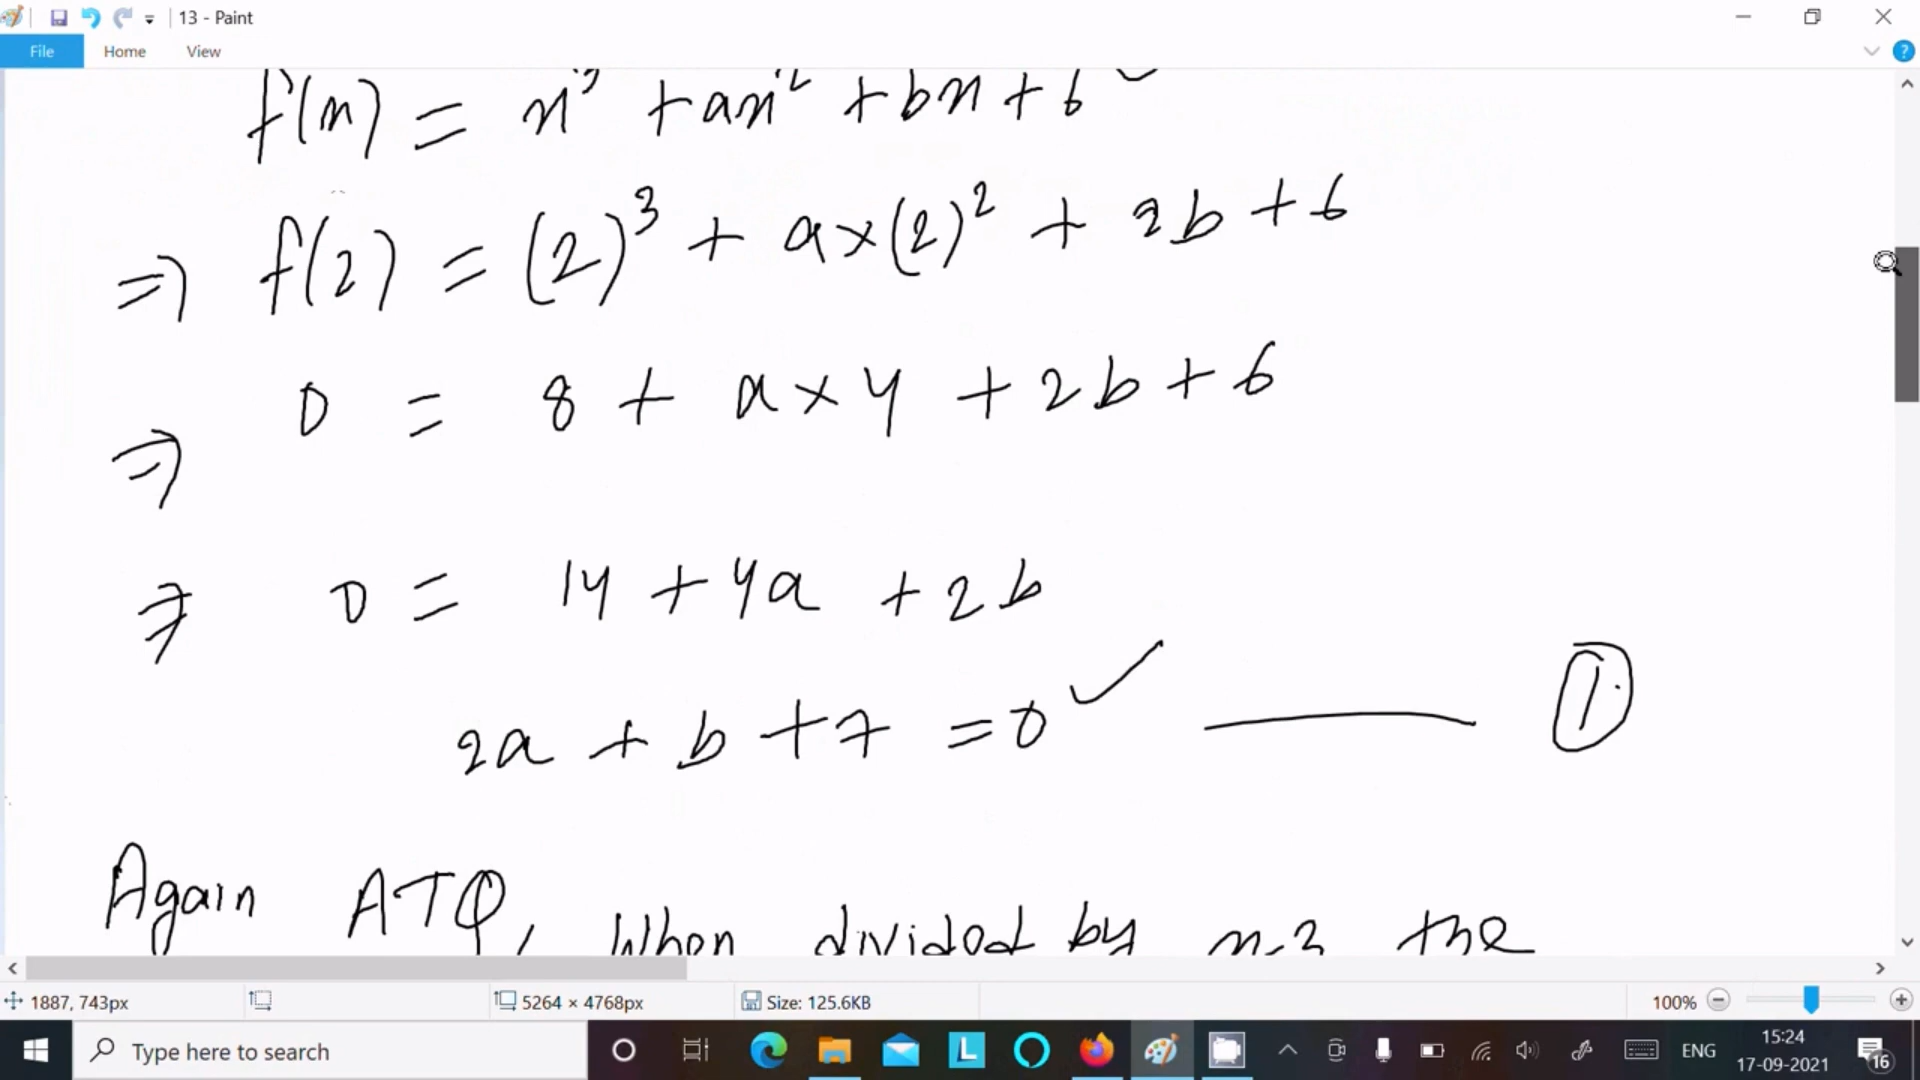 13 - Paint
File Home View
f(x) = x³ + ax² + bx + 6
⇒ f(2) = (2)³ + a×(2)² + 2b + 6
⇒ 0 = 8 + a × 4 + 2b + 6
⇒ 0 = 14 + 4a + 2b
2a + b + 7 = 0 ✓ —— ①
Again ATQ, When divided by x-3 the
1887, 743px 5264 × 4768px Size: 125.6KB 100%
Type here to search ENG 15:24
17-09-2021 16